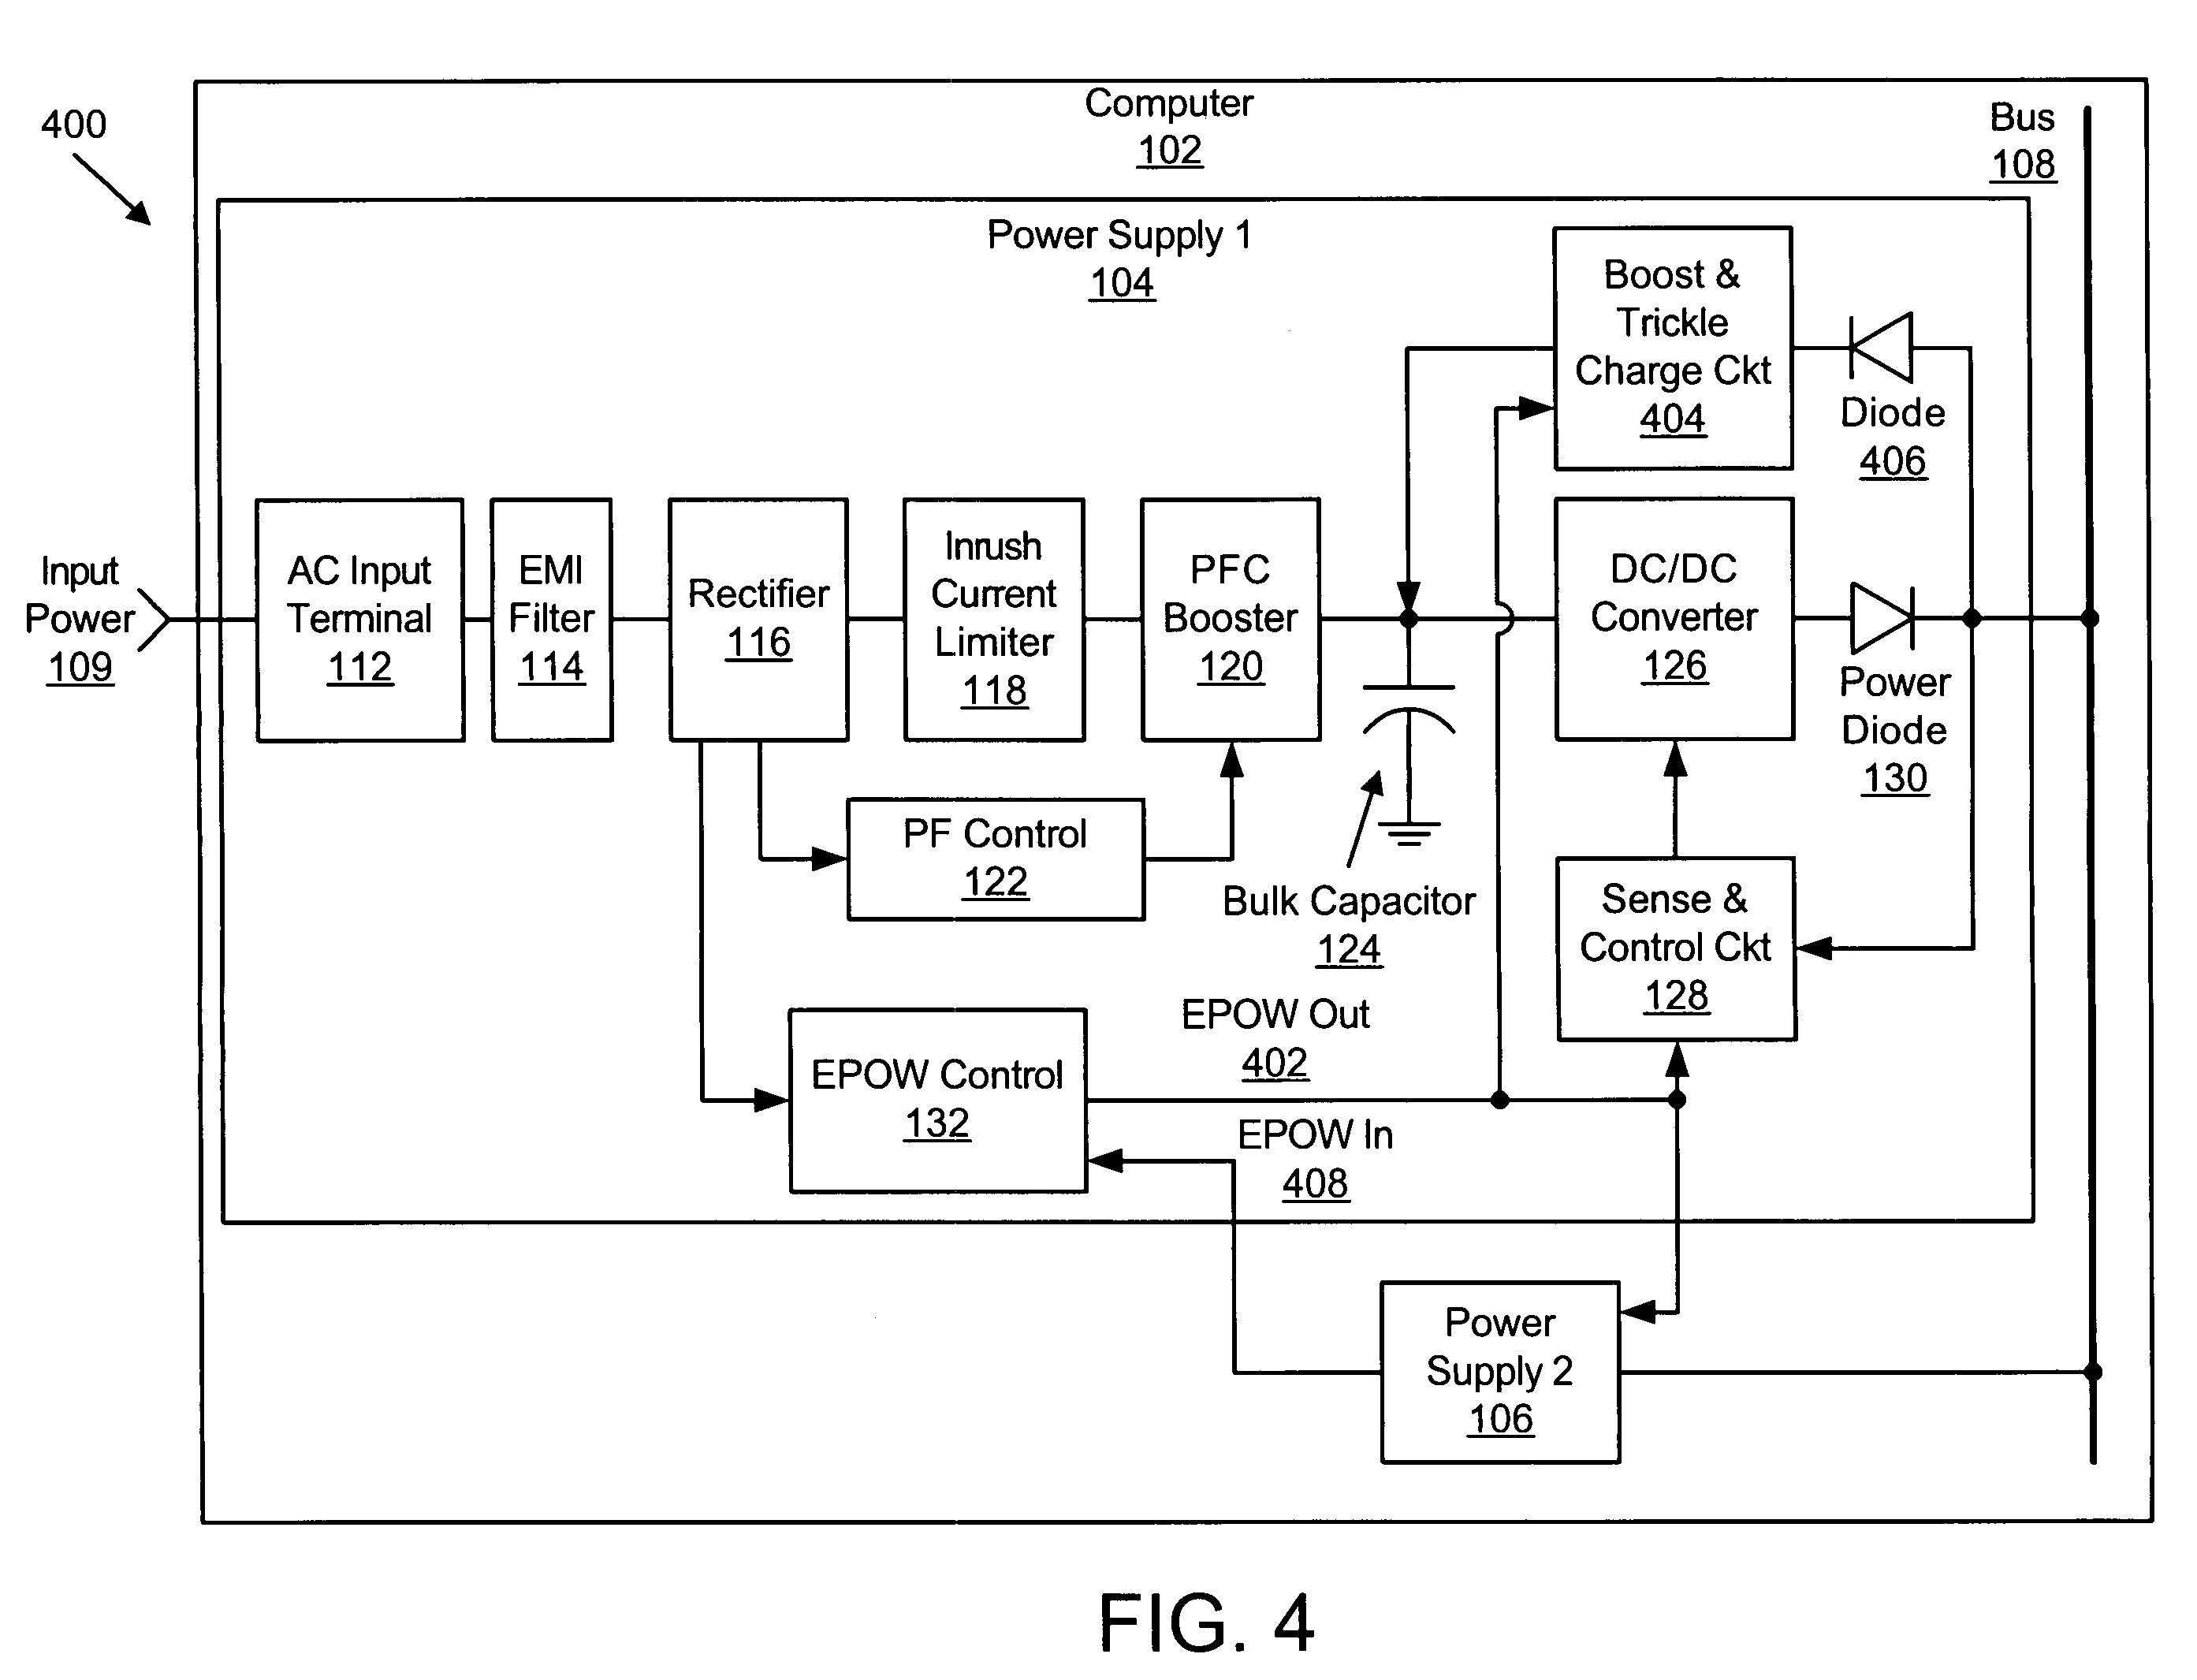 400
Computer
102
Bus
108
Power Supply 1
104
Boost &
Trickle
Charge Ckt
404
Diode
406
Input
Power
109
AC Input
Terminal
112
EMI
Filter
114
Rectifier
116
Inrush
Current
Limiter
118
PFC
Booster
120
DC/DC
Converter
126
Power
Diode
130
PF Control
122
Bulk Capacitor
124
Sense &
Control Ckt
128
EPOW Control
132
EPOW Out
402
EPOW In
408
Power
Supply 2
106
FIG. 4